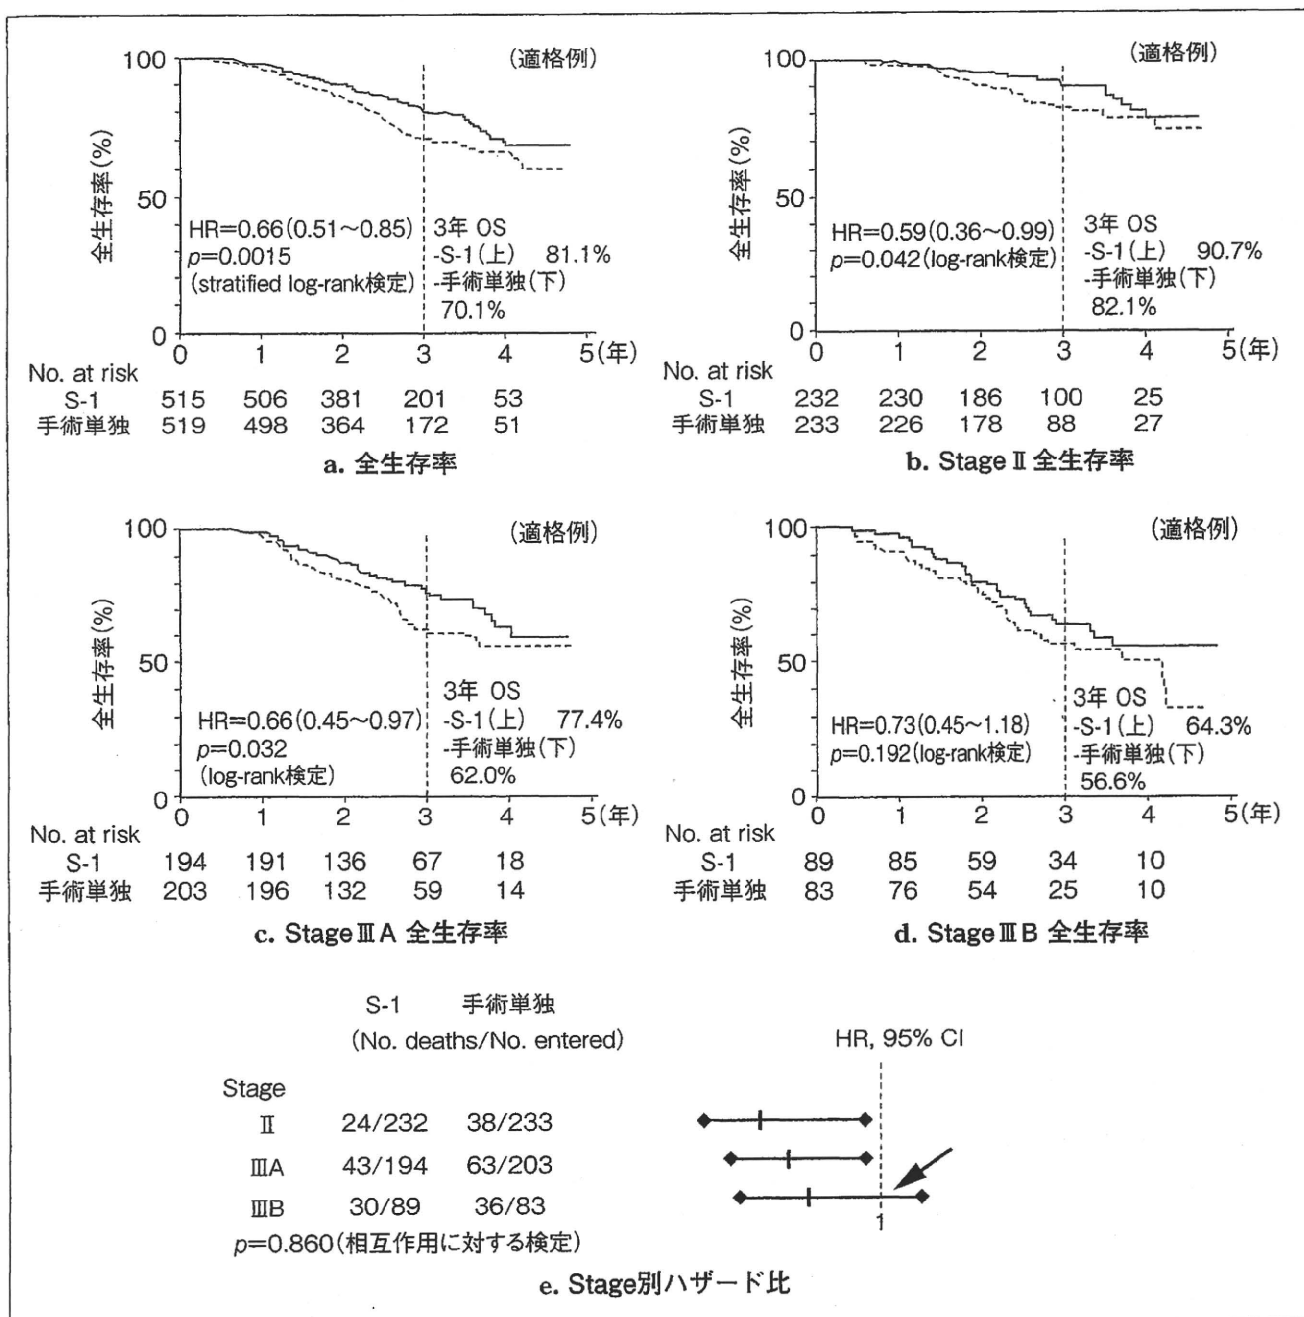 100
(適格例)
全生存率(%)
50
HR=0.66(0.51〜0.85)
p=0.0015
(stratified log-rank検定)
3年 OS
-S-1(上) 81.1%
-手術単独(下)
70.1%
0
0 1 2 3 4 5(年)
No. at risk
S-1 515 506 381 201 53
手術単独 519 498 364 172 51
a. 全生存率
100
(適格例)
全生存率(%)
50
HR=0.59(0.36〜0.99)
p=0.042(log-rank検定)
3年 OS
-S-1(上) 90.7%
-手術単独(下)
82.1%
0
0 1 2 3 4 5(年)
No. at risk
S-1 232 230 186 100 25
手術単独 233 226 178 88 27
b. StageⅡ 全生存率
100
(適格例)
全生存率(%)
50
HR=0.66(0.45〜0.97)
p=0.032
(log-rank検定)
3年 OS
-S-1(上) 77.4%
-手術単独(下)
62.0%
0
0 1 2 3 4 5(年)
No. at risk
S-1 194 191 136 67 18
手術単独 203 196 132 59 14
c. StageⅢA 全生存率
100
(適格例)
全生存率(%)
50
HR=0.73(0.45〜1.18)
p=0.192(log-rank検定)
3年 OS
-S-1(上) 64.3%
-手術単独(下)
56.6%
0
0 1 2 3 4 5(年)
No. at risk
S-1 89 85 59 34 10
手術単独 83 76 54 25 10
d. StageⅢB 全生存率
S-1 手術単独
(No. deaths/No. entered)
HR, 95% CI
Stage
Ⅱ 24/232 38/233
ⅢA 43/194 63/203
ⅢB 30/89 36/83
1
p=0.860(相互作用に対する検定)
e. Stage別ハザード比